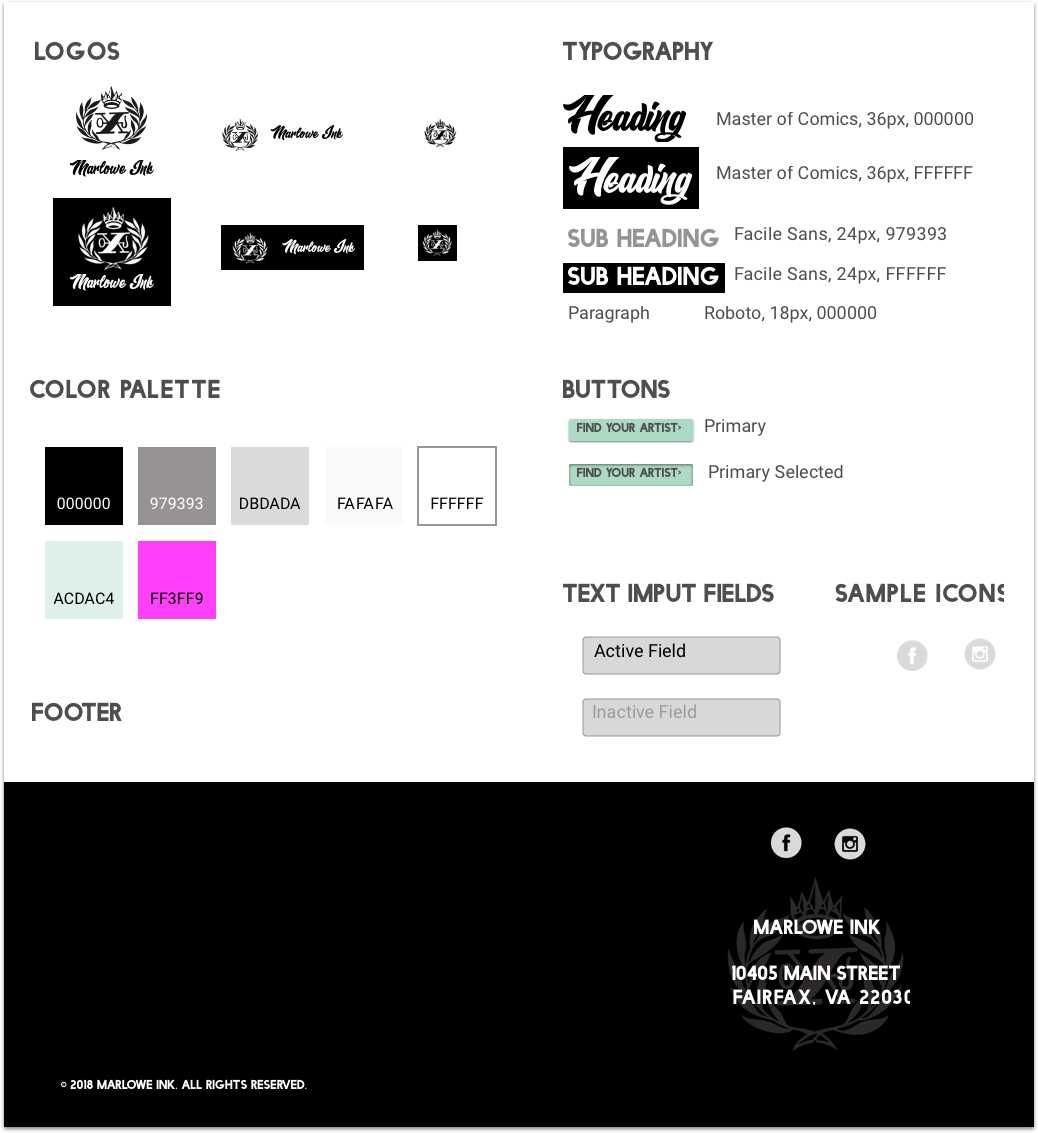 LOGOS
Marlowe Ink
Marlowe Ink
Marlowe Ink
Marlowe Ink
TYPOGRAPHY
Heading Master of Comics, 36px, 000000
Heading Master of Comics, 36px, FFFFFF
SUB HEADING Facile Sans, 24px, 979393
SUB HEADING Facile Sans, 24px, FFFFFF
Paragraph Roboto, 18px, 000000
COLOR PALETTE
000000 979393 DBDADA FAFAFA FFFFFF
ACDAC4 FF3FF9
BUTTONS
FIND YOUR ARTIST> Primary
FIND YOUR ARTIST> Primary Selected
TEXT IMPUT FIELDS
Active Field
Inactive Field
SAMPLE ICONS
FOOTER
MARLOWE INK
10405 MAIN STREET
FAIRFAX, VA 22030
© 2018 MARLOWE INK. ALL RIGHTS RESERVED.